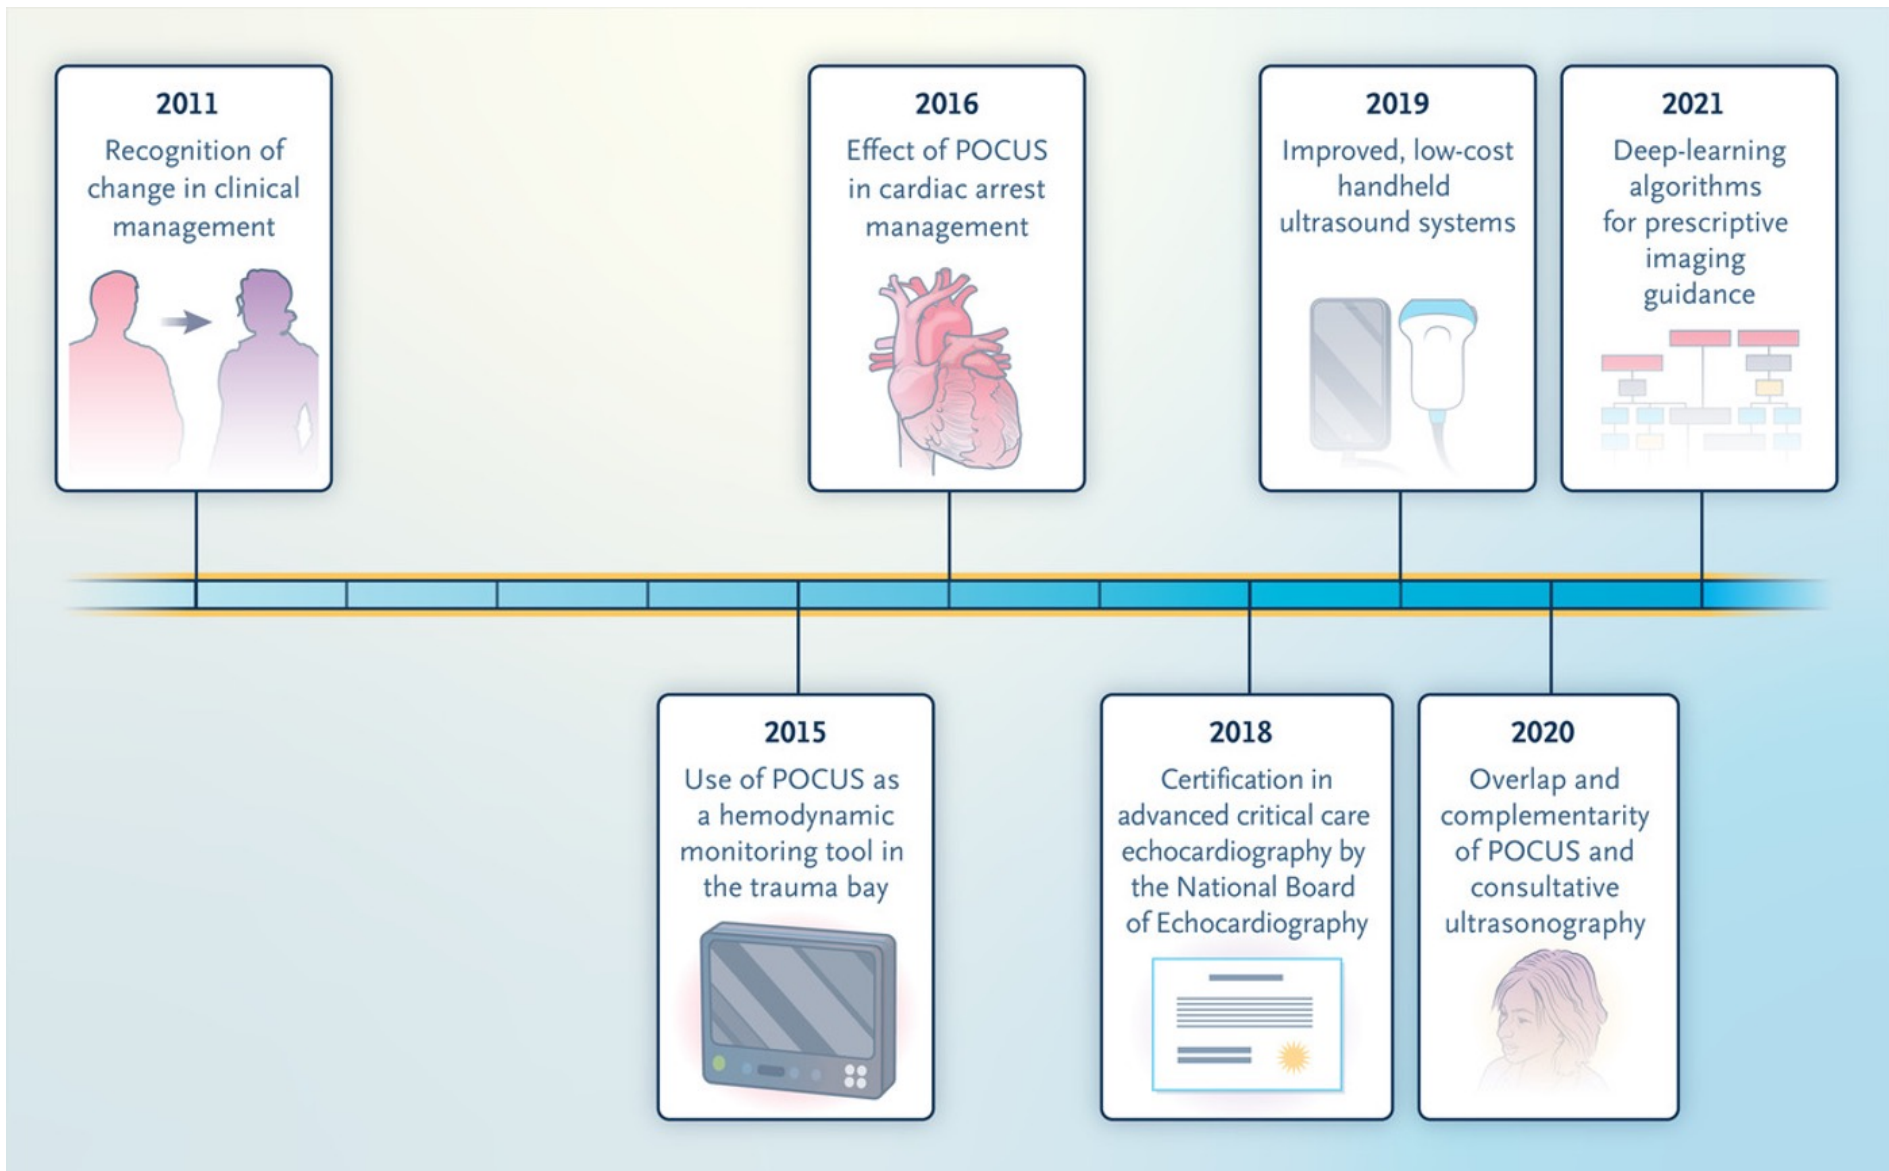 2011
Recognition of
change in clinical
management
2016
Effect of POCUS
in cardiac arrest
management
2019
Improved, low-cost
handheld
ultrasound systems
2021
Deep-learning
algorithms
for prescriptive
imaging
guidance
2015
Use of POCUS as
a hemodynamic
monitoring tool in
the trauma bay
2018
Certification in
advanced critical care
echocardiography by
the National Board
of Echocardiography
2020
Overlap and
complementarity
of POCUS and
consultative
ultrasonography